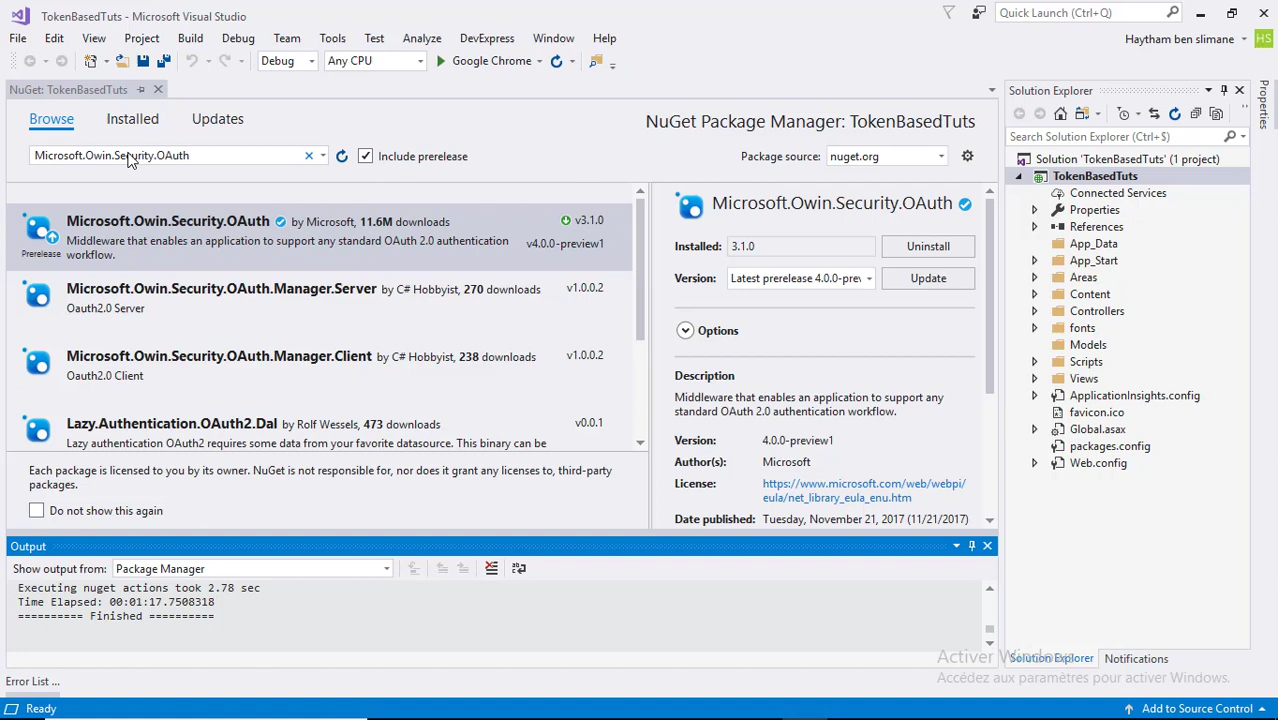 TokenBasedTuts - Microsoft Visual Studio
Quick Launch (Ctrl+Q)
File Edit View Project Build Debug Team Tools Test Analyze DevExpress Window Help
Haytham ben slimane
HS
Debug Any CPU Google Chrome
NuGet: TokenBasedTuts
Browse Installed Updates
NuGet Package Manager: TokenBasedTuts
Microsoft.Owin.Security.OAuth
Include prerelease
Package source: nuget.org
Microsoft.Owin.Security.OAuth by Microsoft, 11.6M downloads v3.1.0
Middleware that enables an application to support any standard OAuth 2.0 authentication v4.0.0-preview1
workflow.
Prerelease
Microsoft.Owin.Security.OAuth.Manager.Server by C# Hobbyist, 270 downloads v1.0.0.2
Oauth2.0 Server
Microsoft.Owin.Security.OAuth.Manager.Client by C# Hobbyist, 238 downloads v1.0.0.2
Oauth2.0 Client
Lazy.Authentication.OAuth2.Dal by Rolf Wessels, 473 downloads v0.0.1
Lazy authentication OAuth2 requires some data from your favorite datasource. This binary can be
Each package is licensed to you by its owner. NuGet is not responsible for, nor does it grant any licenses to, third-party
packages.
Do not show this again
Microsoft.Owin.Security.OAuth
Installed: 3.1.0 Uninstall
Version: Latest prerelease 4.0.0-prev Update
Options
Description
Middleware that enables an application to support any
standard OAuth 2.0 authentication workflow.
Version: 4.0.0-preview1
Author(s): Microsoft
License: https://www.microsoft.com/web/webpi/
eula/net_library_eula_enu.htm
Date published: Tuesday, November 21, 2017 (11/21/2017)
Output
Show output from: Package Manager
Executing nuget actions took 2.78 sec
Time Elapsed: 00:01:17.7508318
========== Finished ==========
Error List ...
Ready
Solution Explorer
Search Solution Explorer (Ctrl+$)
Solution 'TokenBasedTuts' (1 project)
TokenBasedTuts
Connected Services
Properties
References
App_Data
App_Start
Areas
Content
Controllers
fonts
Models
Scripts
Views
ApplicationInsights.config
favicon.ico
Global.asax
packages.config
Web.config
Activer Windows
Solution Explorer Notifications
Accédez aux paramètres pour activer Windows.
Add to Source Control
Properties